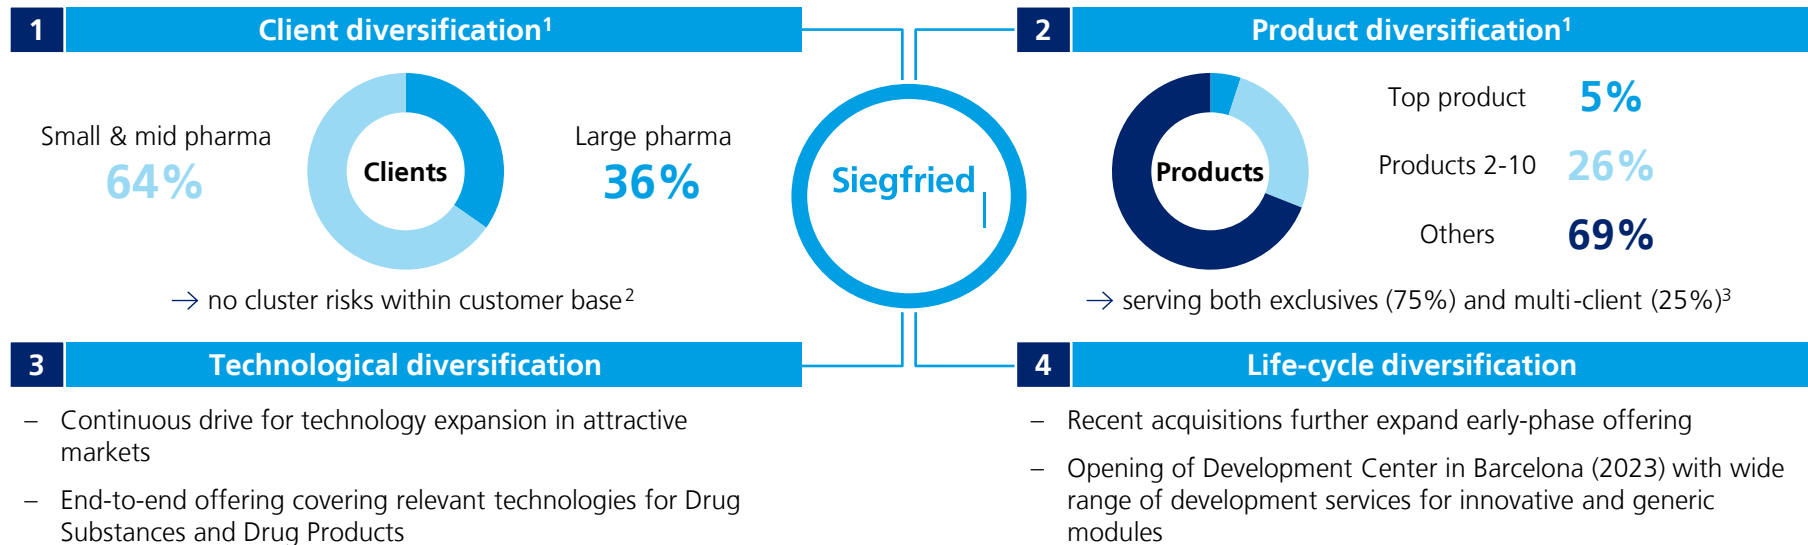 1 Client diversification1
Small & mid pharma
64%
Clients
Large pharma
36%
→ no cluster risks within customer base2
Siegfried
2 Product diversification1
Products
Top product 5%
Products 2-10 26%
Others 69%
→ serving both exclusives (75%) and multi-client (25%)3
3 Technological diversification
– Continuous drive for technology expansion in attractive
markets
– End-to-end offering covering relevant technologies for Drug
Substances and Drug Products
4 Life-cycle diversification
– Recent acquisitions further expand early-phase offering
– Opening of Development Center in Barcelona (2023) with wide
range of development services for innovative and generic
modules